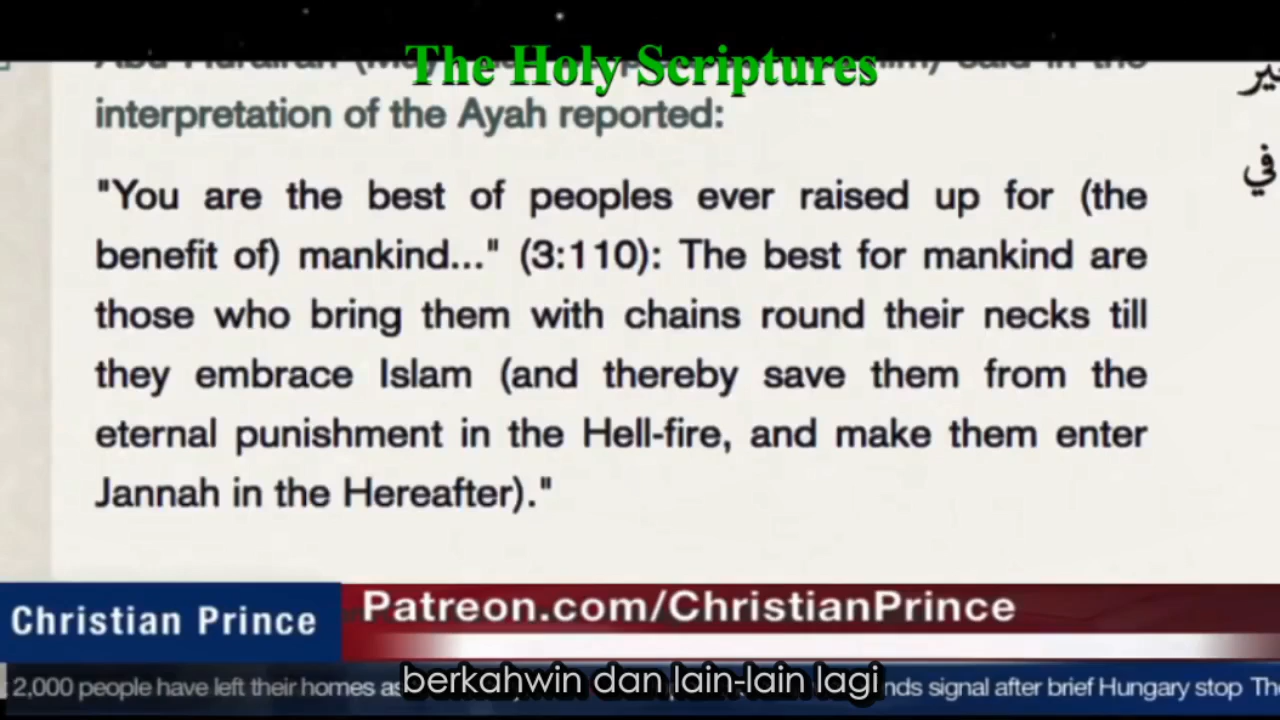 The Holy Scriptures
interpretation of the Ayah reported:
"You are the best of peoples ever raised up for (the
benefit of) mankind..." (3:110): The best for mankind are
those who bring them with chains round their necks till
they embrace Islam (and thereby save them from the
eternal punishment in the Hell-fire, and make them enter
Jannah in the Hereafter)."
في
Christian Prince
Patreon.com/ChristianPrince
berkahwin dan lain-lain lagi
2,000 people have left their homes as signal after brief Hungary stop